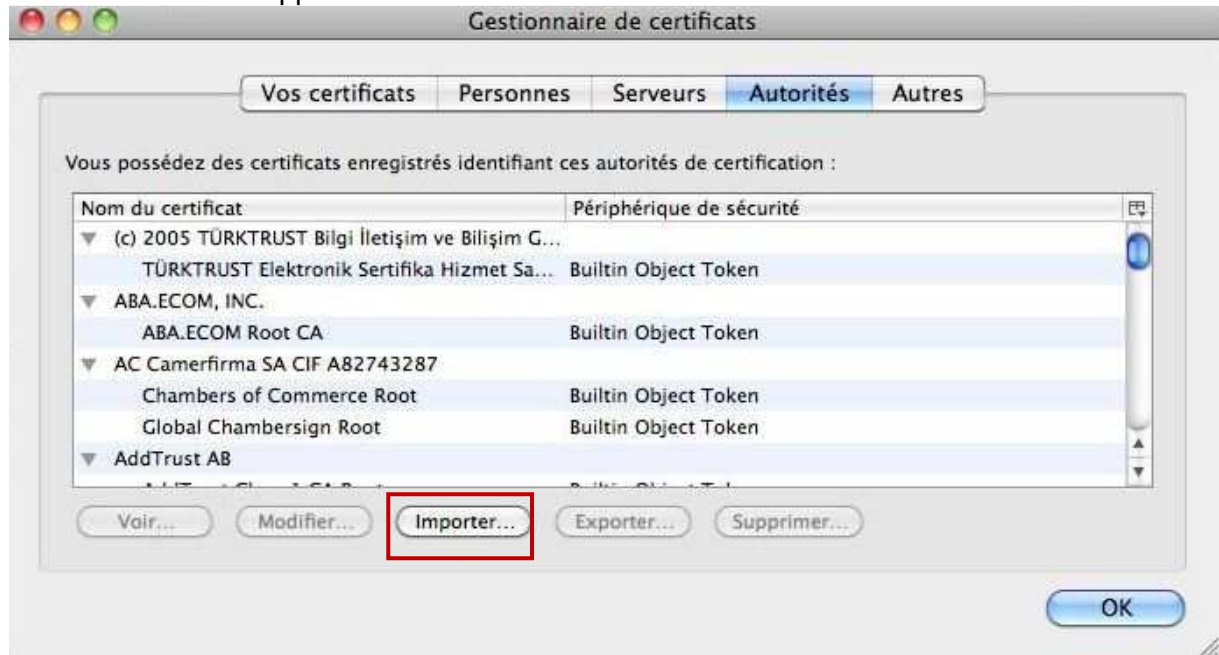 Gestionnaire de certificats
Vos certificats Personnes Serveurs Autorités Autres
Vous possédez des certificats enregistrés identifiant ces autorités de certification :
Nom du certificat Périphérique de sécurité
(c) 2005 TÜRKTRUST Bilgi İletişim ve Bilişim G...
TÜRKTRUST Elektronik Sertifika Hizmet Sa... Builtin Object Token
ABA.ECOM, INC.
ABA.ECOM Root CA Builtin Object Token
AC Camerfirma SA CIF A82743287
Chambers of Commerce Root Builtin Object Token
Global Chambersign Root Builtin Object Token
AddTrust AB
Voir... Modifier... Importer... Exporter... Supprimer...
OK